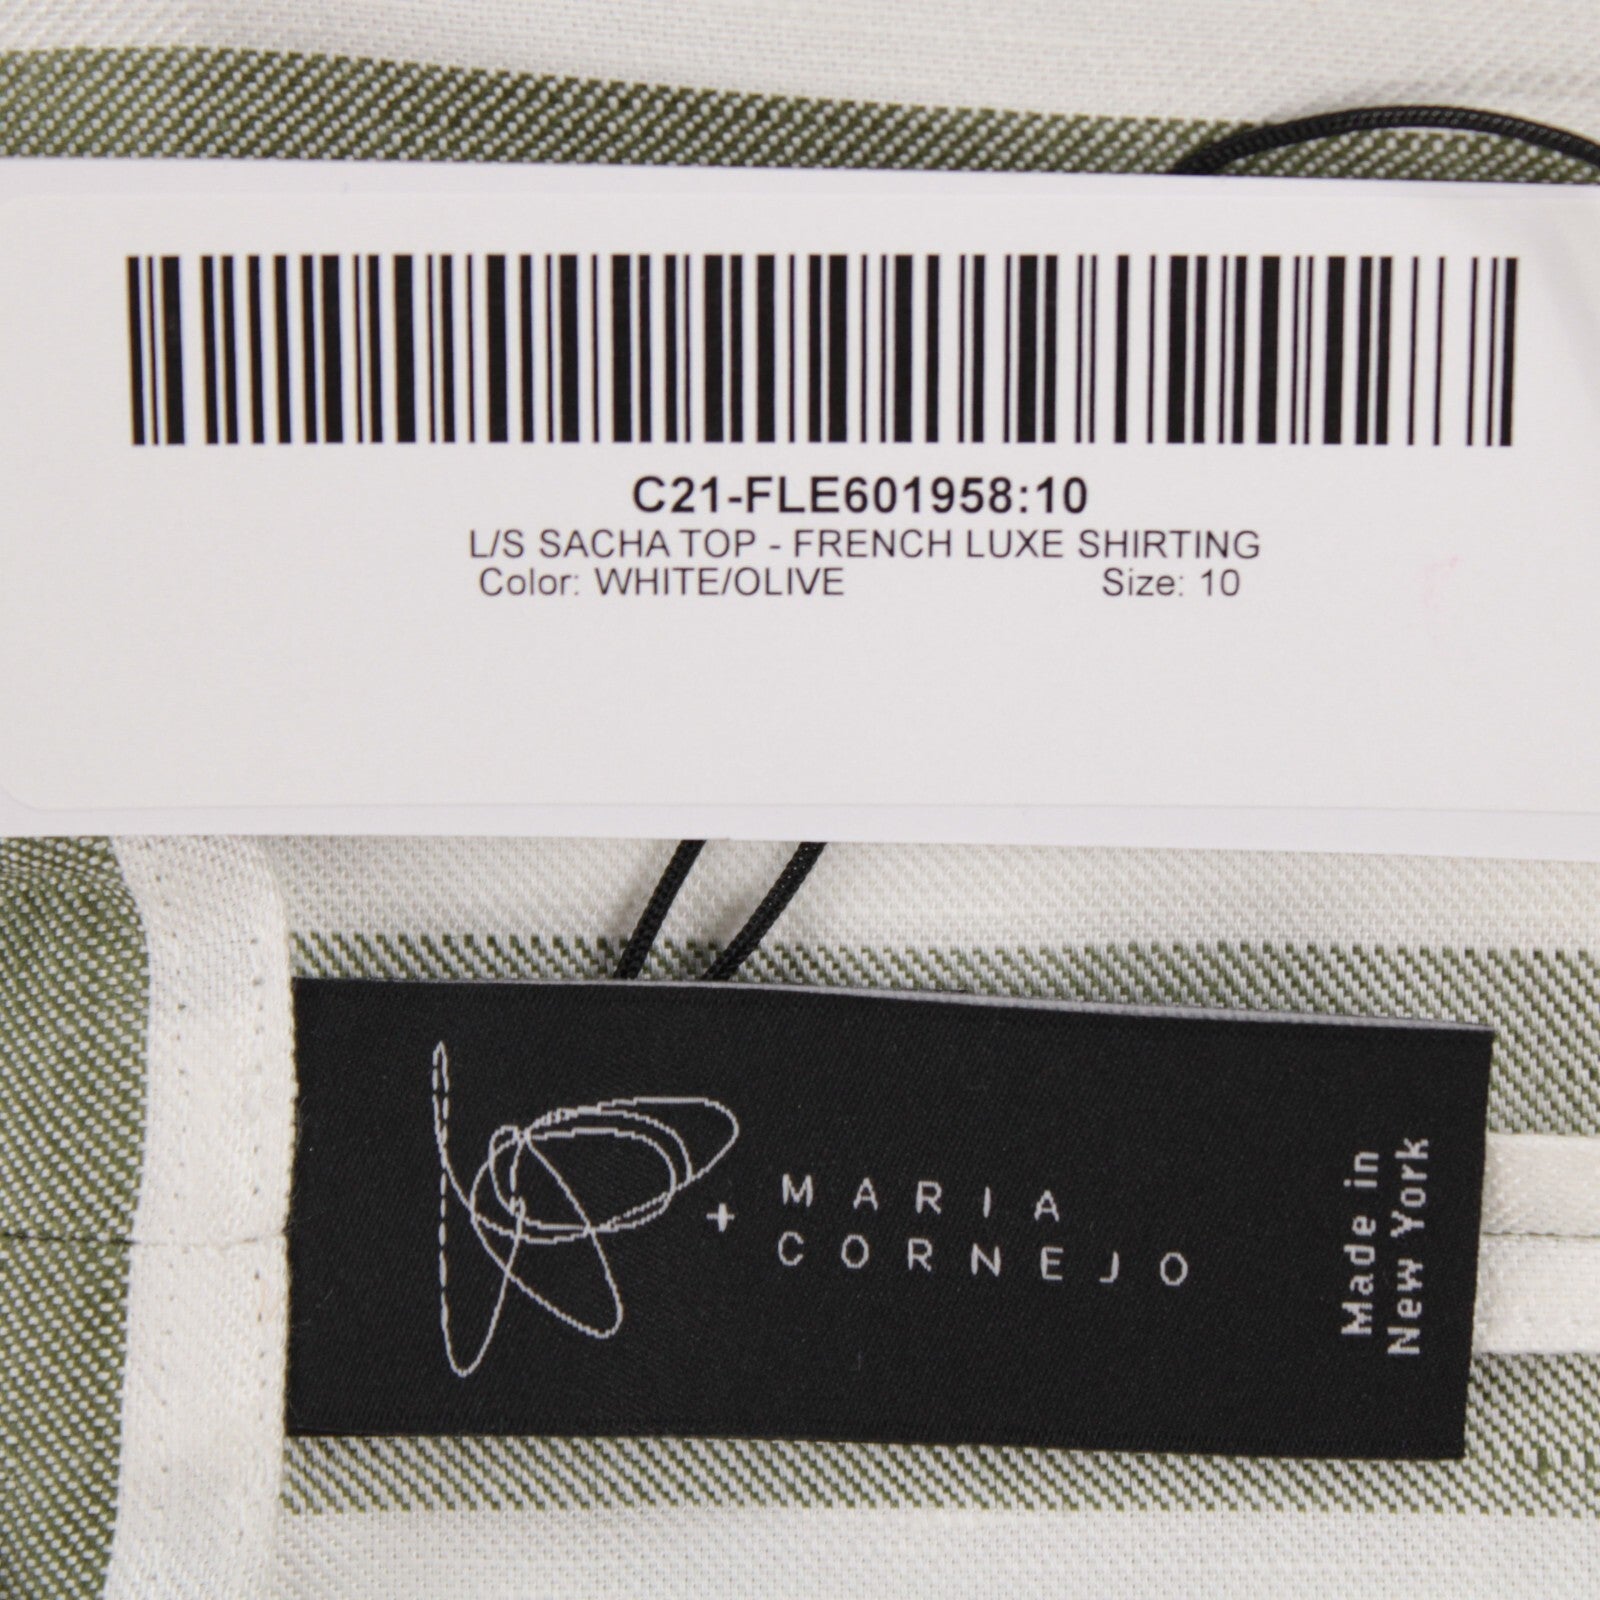 C21-FLE601958:10
L/S SACHA TOP - FRENCH LUXE SHIRTING
Color: WHITE/OLIVE Size: 10
+ MARIA
CORNEJO
Made in
New York